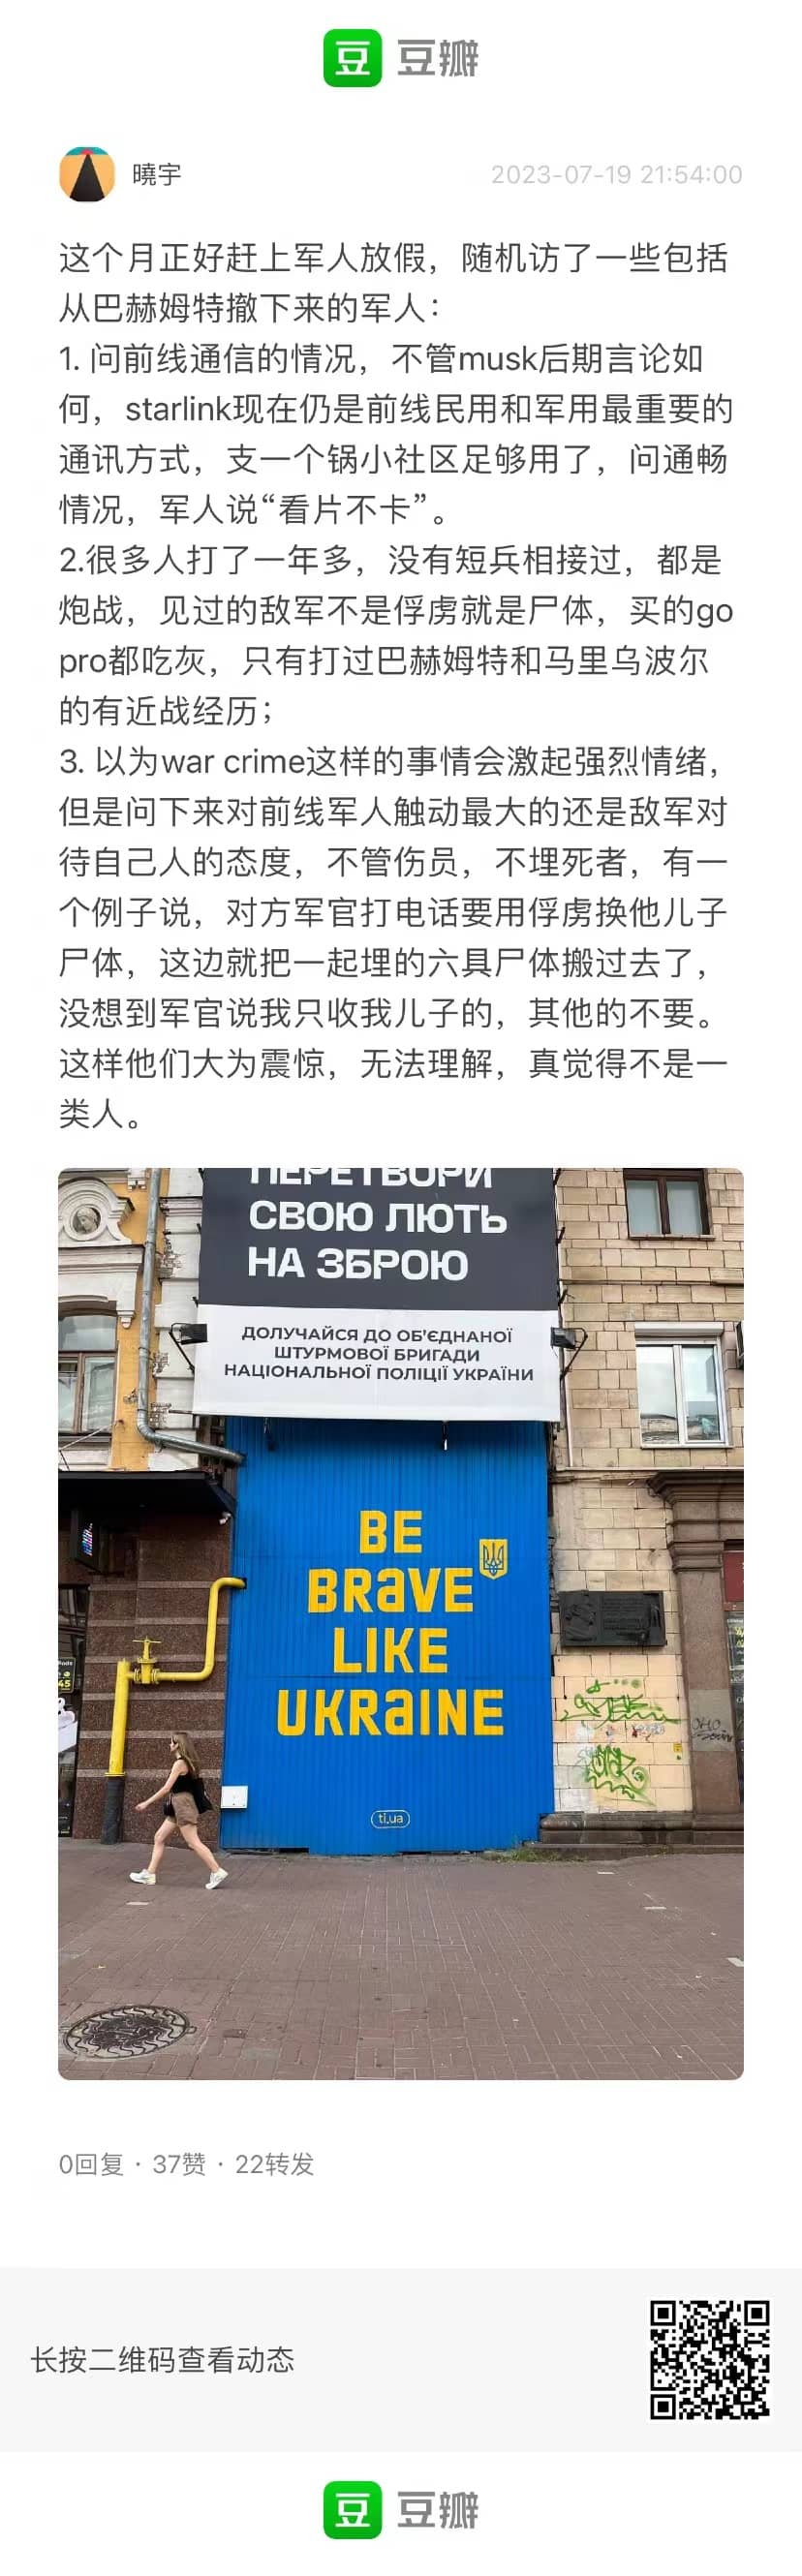 豆 豆瓣
曉宇 2023-07-19 21:54:00
这个月正好赶上军人放假，随机访了一些包括
从巴赫姆特撤下来的军人：
1. 问前线通信的情况，不管musk后期言论如
何，starlink现在仍是前线民用和军用最重要的
通讯方式，支一个锅小社区足够用了，问通畅
情况，军人说“看片不卡”。
2.很多人打了一年多，没有短兵相接过，都是
炮战，见过的敌军不是俘虏就是尸体，买的go
pro都吃灰，只有打过巴赫姆特和马里乌波尔
的有近战经历；
3. 以为war crime这样的事情会激起强烈情绪，
但是问下来对前线军人触动最大的还是敌军对
待自己人的态度，不管伤员，不埋死者，有一
个例子说，对方军官打电话要用俘虏换他儿子
尸体，这边就把一起埋的六具尸体搬过去了，
没想到军官说我只收我儿子的，其他的不要。
这样他们大为震惊，无法理解，真觉得不是一
类人。
ПЕРЕТВОРИ
СВОЮ ЛЮТЬ
НА ЗБРОЮ
ДОЛУЧАЙСЯ ДО ОБ'ЄДНАНОЇ
ШТУРМОВОЇ БРИГАДИ
НАЦІОНАЛЬНОЇ ПОЛІЦІЇ УКРАЇНИ
BE
BRaVE
LIKE
UKRaINE
ti.ua
45
0回复 · 37赞 · 22转发
长按二维码查看动态
豆 豆瓣